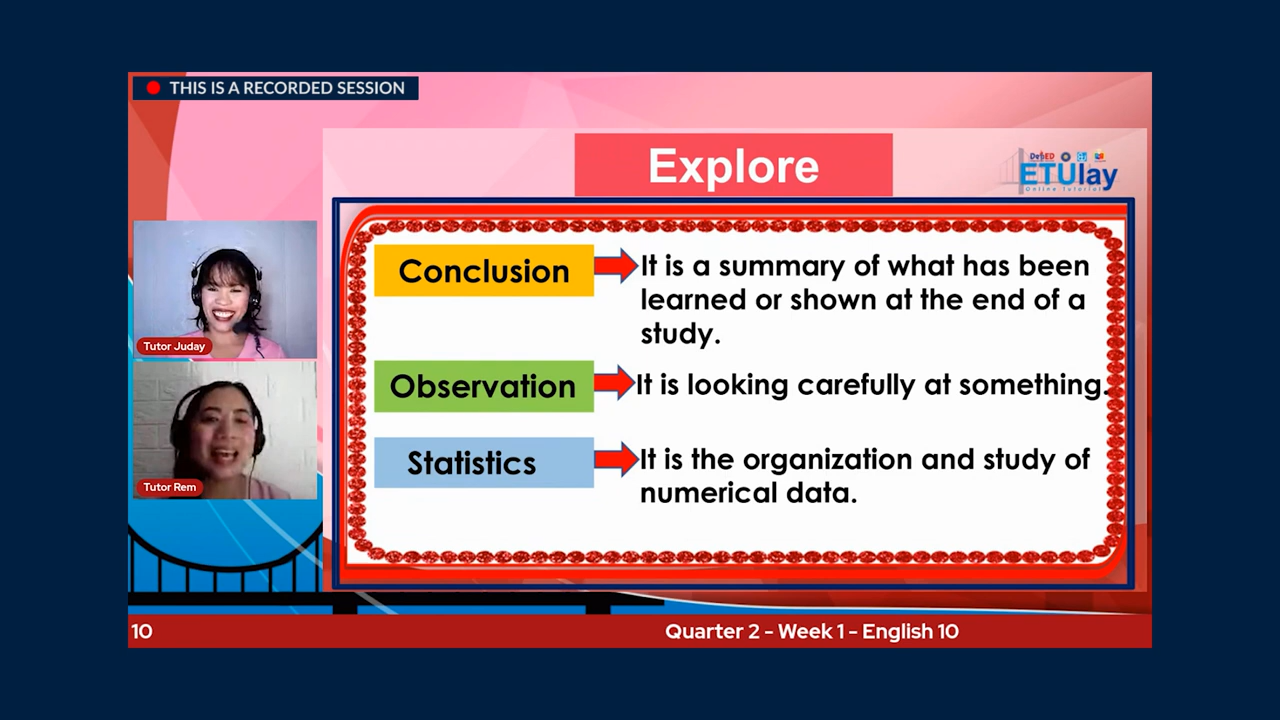 THIS IS A RECORDED SESSION
Explore
DepED
ETUlay
Online Tutorial
Conclusion
It is a summary of what has been
learned or shown at the end of a
study.
Observation
It is looking carefully at something.
Statistics
It is the organization and study of
numerical data.
Tutor Juday
Tutor Rem
10
Quarter 2 - Week 1 - English 10